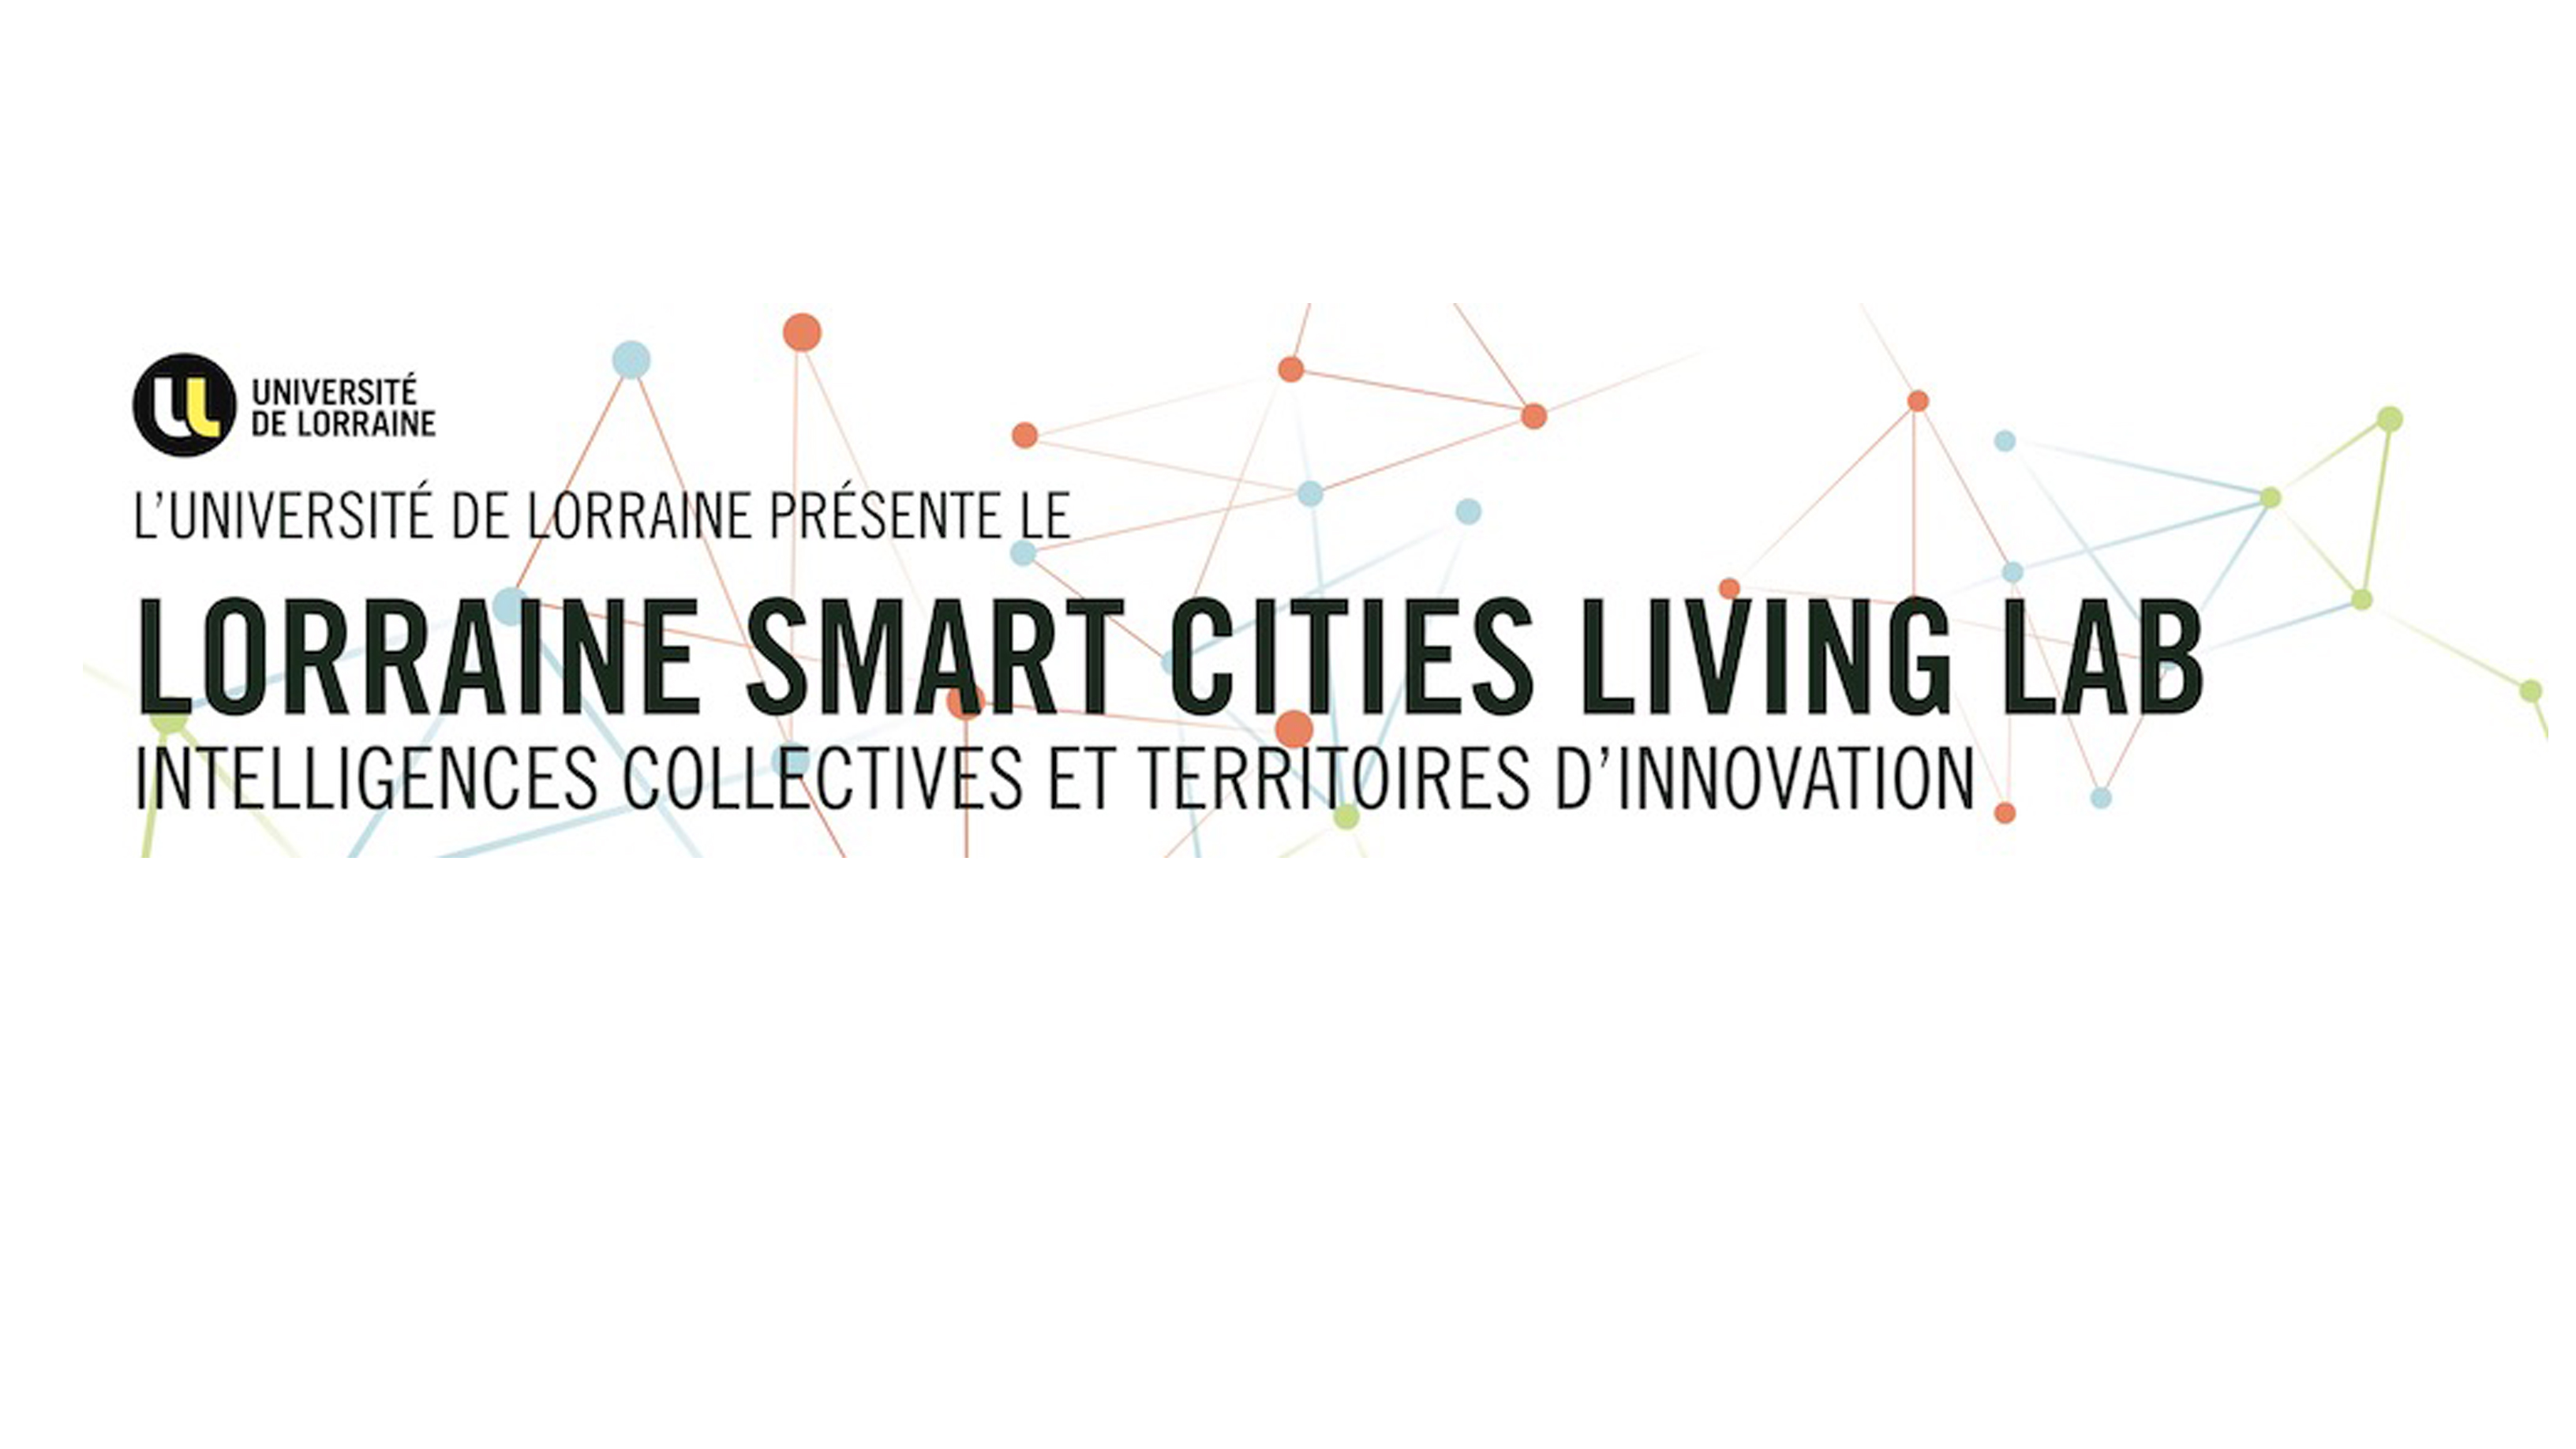 UNIVERSITÉ
DE LORRAINE
L’UNIVERSITÉ DE LORRAINE PRÉSENTE LE
LORRAINE SMART CITIES LIVING LAB
INTELLIGENCES COLLECTIVES ET TERRITOIRES D’INNOVATION